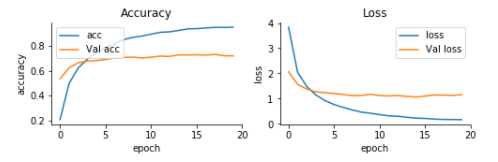 Accuracy
acc
Val acc
accuracy
0.8
0.6
0.4
0.2
0
5
10
15
20
epoch
Loss
loss
Val loss
loss
4
3
2
1
0
0
5
10
15
20
epoch